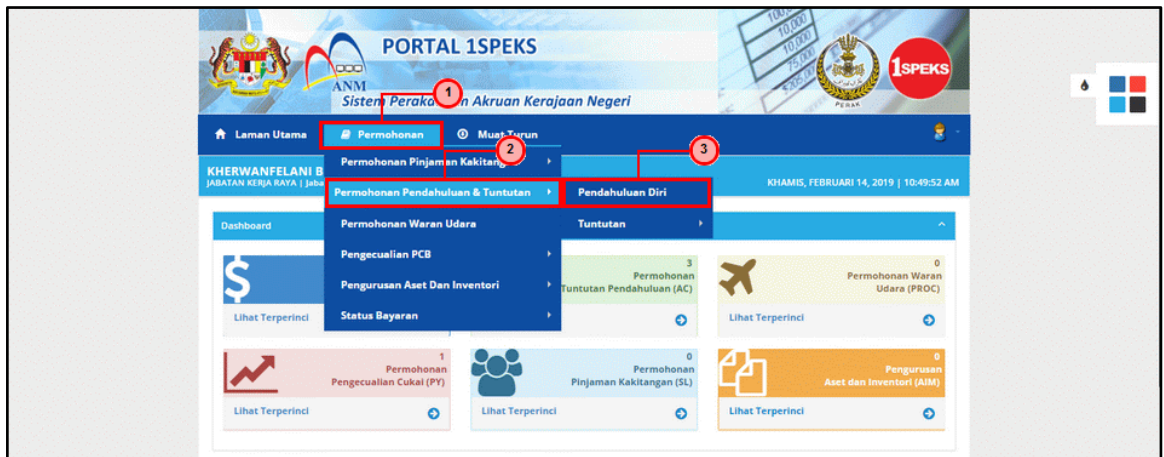 PORTAL 1SPEKS
ANM
Sistem Peraka an Akruan Kerajaan Negeri
PERAK
1SPEKS
1
Laman Utama
Permohonan
Muat Turun
2
3
KHERWANFELANI B
JABATAN KERJA RAYA | Jaba
KHAMIS, FEBRUARI 14, 2019 | 10:49:52 AM
Permohonan Pinjaman Kakitang
Permohonan Pendahuluan & Tuntutan
Pendahuluan Diri
Permohonan Waran Udara
Tuntutan
Pengecualian PCB
Pengurusan Aset Dan Inventori
Status Bayaran
Dashboard
Lihat Terperinci
3
Permohonan
Tuntutan Pendahuluan (AC)
0
Permohonan Waran
Udara (PROC)
Lihat Terperinci
1
Permohonan
Pengecualian Cukai (PY)
Lihat Terperinci
0
Permohonan
Pinjaman Kakitangan (SL)
Lihat Terperinci
0
Pengurusan
Aset dan Inventori (AIM)
Lihat Terperinci